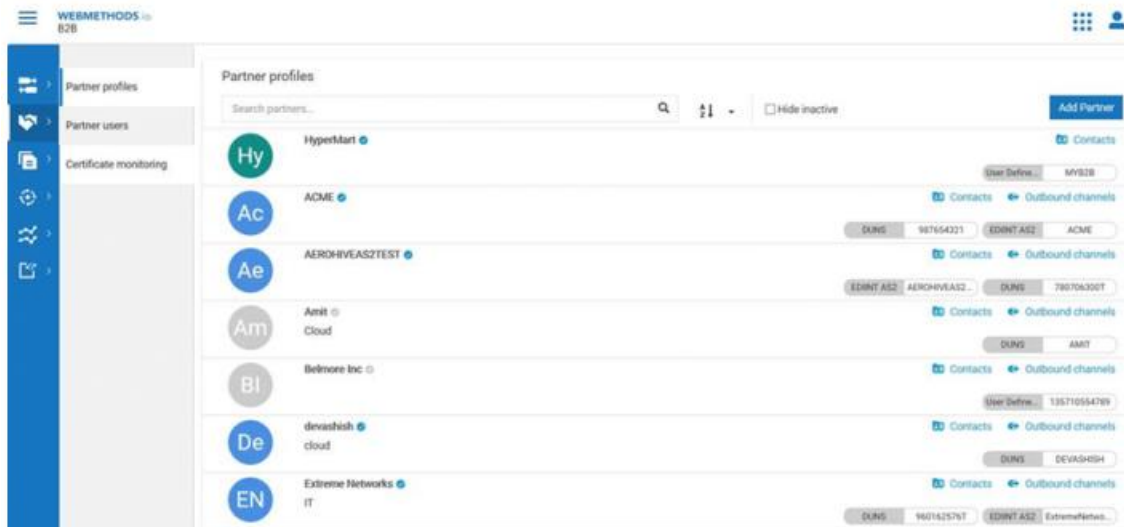 WEBMETHODS.io
B2B
Partner profiles
Partner users
Certificate monitoring
Partner profiles
Search partners...
Hide inactive
Add Partner
Hy
HyperMart
Contacts
User Define... MYB2B
Ac
ACME
Contacts Outbound channels
DUNS 987654321 EDIINT AS2 ACME
Ae
AEROHIVEAS2TEST
Contacts Outbound channels
EDIINT AS2 AEROHIVEAS2... DUNS 780706300T
Am
Amit
Cloud
Contacts Outbound channels
DUNS AMIT
Bl
Belmore Inc
Contacts Outbound channels
User Define... 135710554789
De
devashish
cloud
Contacts Outbound channels
DUNS DEVASHISH
EN
Extreme Networks
IT
Contacts Outbound channels
DUNS 960162576T EDIINT AS2 ExtremeNetwo...